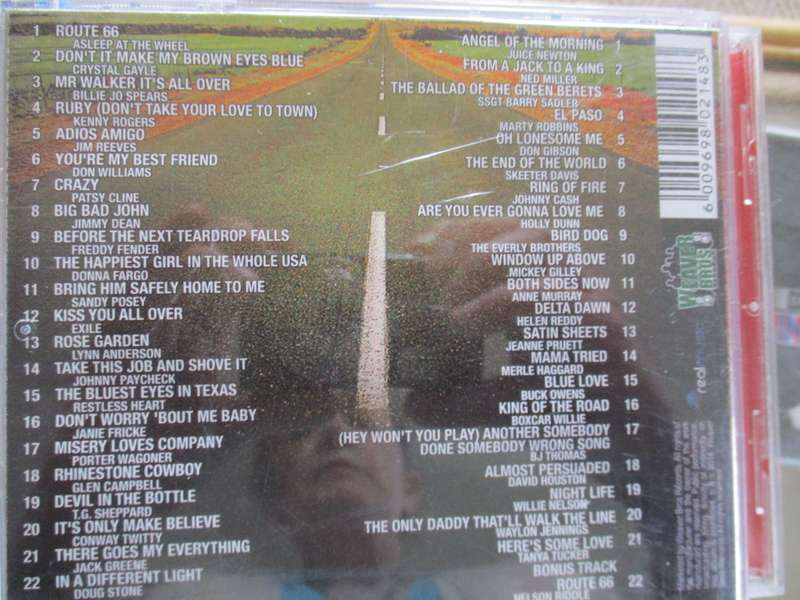 1 ROUTE 66
ASLEEP AT THE WHEEL
2 DON'T IT MAKE MY BROWN EYES BLUE
CRYSTAL GAYLE
3 MR WALKER IT'S ALL OVER
BILLIE JO SPEARS
4 RUBY (DON'T TAKE YOUR LOVE TO TOWN)
KENNY ROGERS
5 ADIOS AMIGO
JIM REEVES
6 YOU'RE MY BEST FRIEND
DON WILLIAMS
7 CRAZY
PATSY CLINE
8 BIG BAD JOHN
JIMMY DEAN
9 BEFORE THE NEXT TEARDROP FALLS
FREDDY FENDER
10 THE HAPPIEST GIRL IN THE WHOLE USA
DONNA FARGO
11 BRING HIM SAFELY HOME TO ME
SANDY POSEY
12 KISS YOU ALL OVER
EXILE
13 ROSE GARDEN
LYNN ANDERSON
14 TAKE THIS JOB AND SHOVE IT
JOHNNY PAYCHECK
15 THE BLUEST EYES IN TEXAS
RESTLESS HEART
16 DON'T WORRY 'BOUT ME BABY
JANIE FRICKE
17 MISERY LOVES COMPANY
PORTER WAGONER
18 RHINESTONE COWBOY
GLEN CAMPBELL
19 DEVIL IN THE BOTTLE
T.G. SHEPPARD
20 IT'S ONLY MAKE BELIEVE
CONWAY TWITTY
21 THERE GOES MY EVERYTHING
JACK GREENE
22 IN A DIFFERENT LIGHT
DOUG STONE
ANGEL OF THE MORNING 1
JUICE NEWTON
FROM A JACK TO A KING 2
NED MILLER
THE BALLAD OF THE GREEN BERETS 3
SSGT BARRY SADLER
EL PASO 4
MARTY ROBBINS
OH LONESOME ME 5
DON GIBSON
THE END OF THE WORLD 6
SKEETER DAVIS
RING OF FIRE 7
JOHNNY CASH
ARE YOU EVER GONNA LOVE ME 8
HOLLY DUNN
BIRD DOG 9
THE EVERLY BROTHERS
WINDOW UP ABOVE 10
MICKEY GILLEY
BOTH SIDES NOW 11
ANNE MURRAY
DELTA DAWN 12
HELEN REDDY
SATIN SHEETS 13
JEANNE PRUETT
MAMA TRIED 14
MERLE HAGGARD
BLUE LOVE 15
BUCK OWENS
KING OF THE ROAD 16
BOXCAR WILLIE
(HEY WON'T YOU PLAY) ANOTHER SOMEBODY 17
DONE SOMEBODY WRONG SONG
BJ THOMAS
ALMOST PERSUADED 18
DAVID HOUSTON
NIGHT LIFE 19
WILLIE NELSON
THE ONLY DADDY THAT'LL WALK THE LINE 20
WAYLON JENNINGS
HERE'S SOME LOVE 21
TANYA TUCKER
BONUS TRACK
ROUTE 66 22
NELSON RIDDLE
6 009698 021483
WEAVER
BROS
realmusic